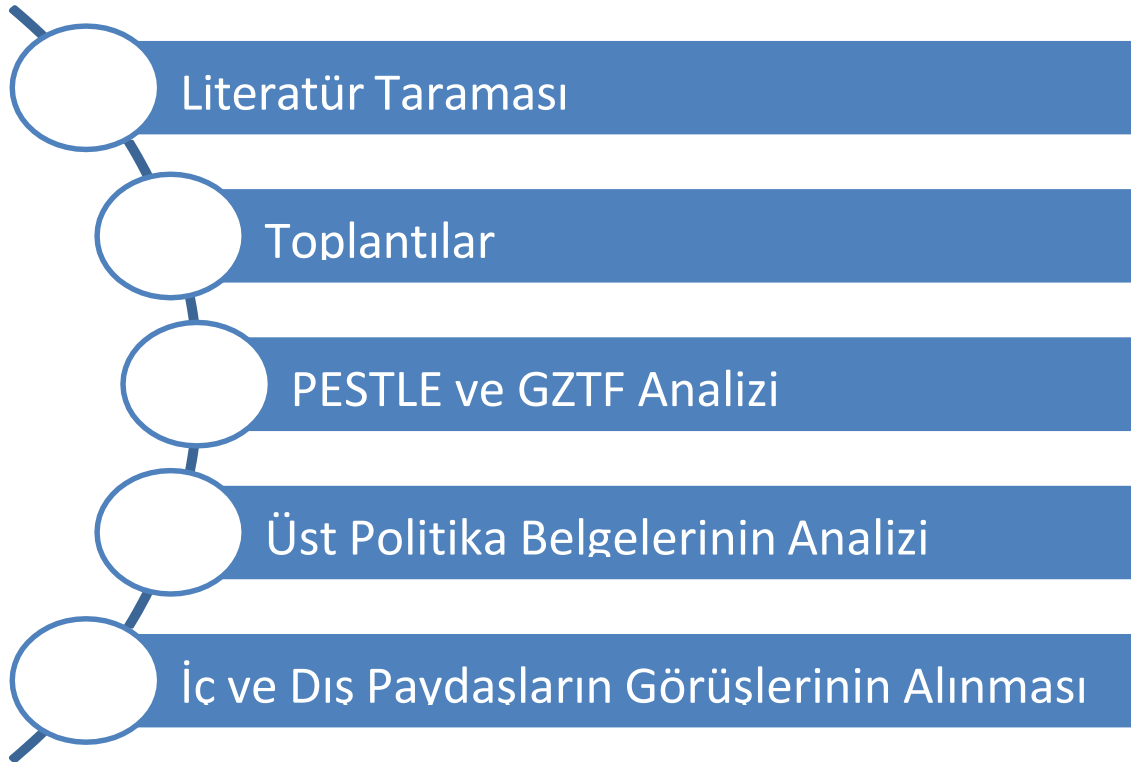 Literatür Taraması
Toplantılar
PESTLE ve GZTF Analizi
Üst Politika Belgelerinin Analizi
İç ve Dış Paydaşların Görüşlerinin Alınması